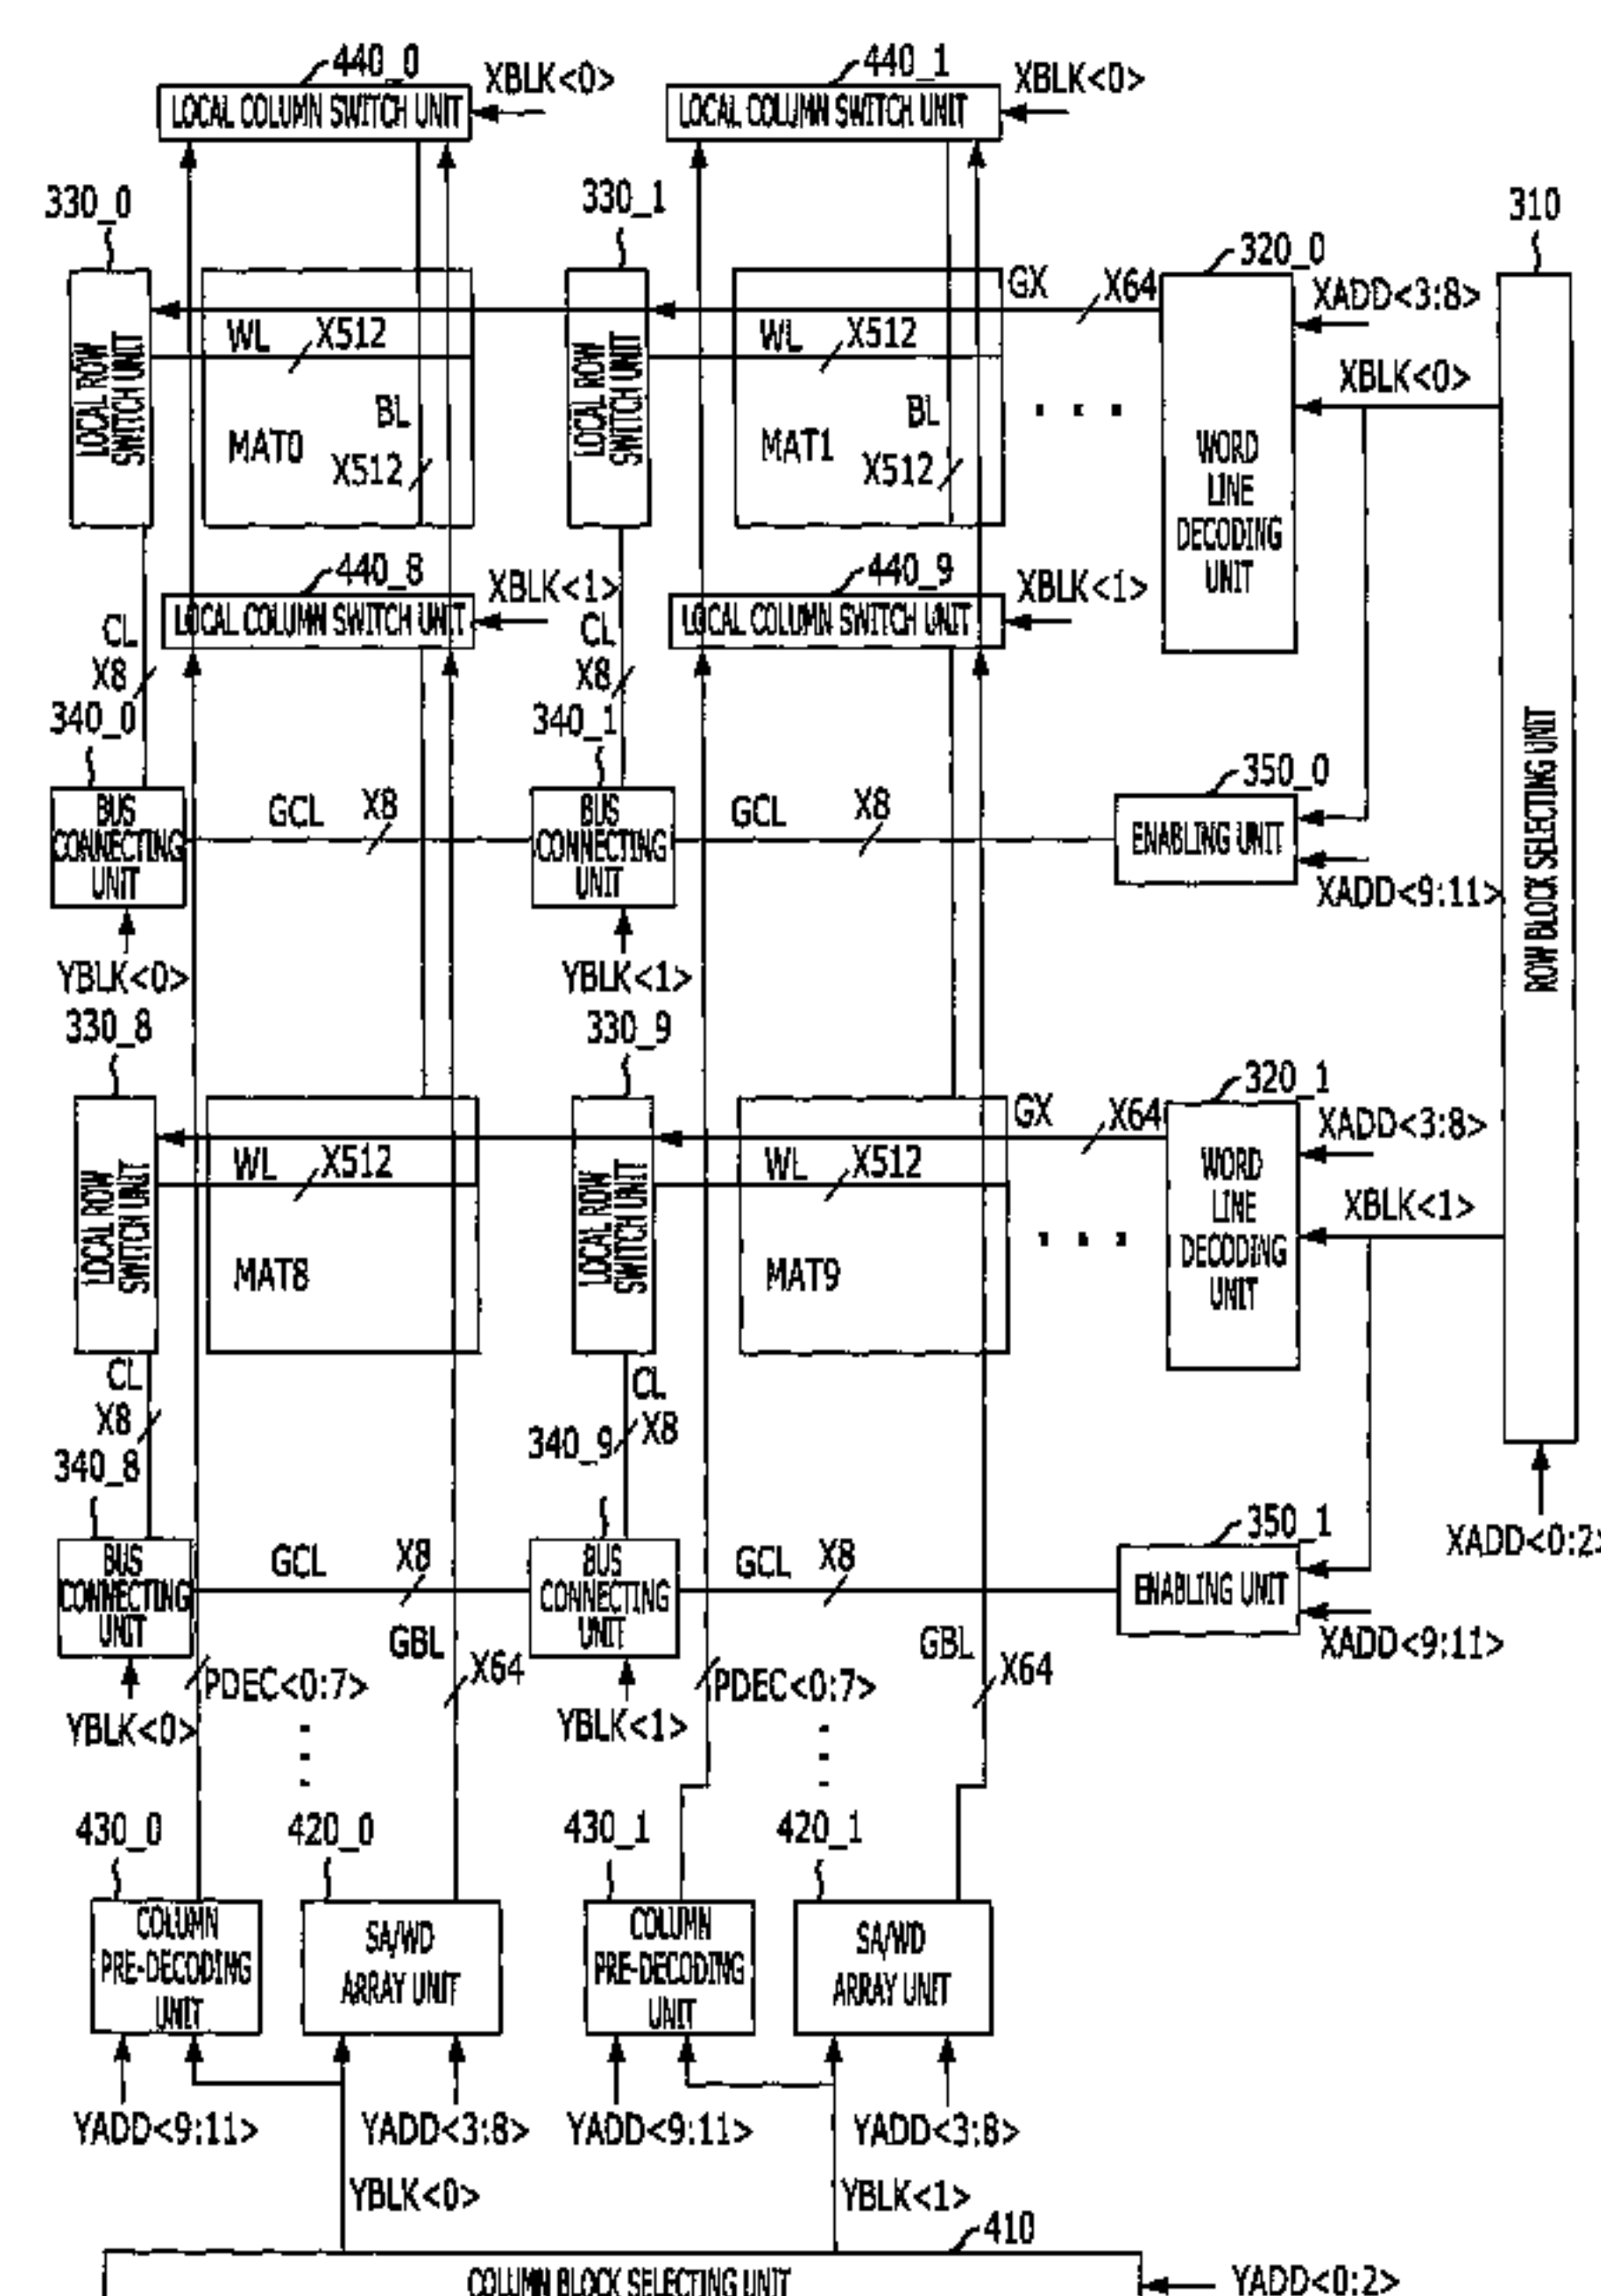 440_0
XBLK<0>
440_1
XBLK<0>
LOCAL COLUMN SWITCH UNIT
LOCAL COLUMN SWITCH UNIT
330_0
330_1
310
320_0
GX
X64
XADD<3:8>
WL
X512
WL
X512
LOCAL ROW
SWITCH UNIT
LOCAL ROW
SWITCH UNIT
XBLK<0>
BL
BL
MAT0
X512
MAT1
X512
WORD
LINE
DECODING
UNIT
440_8
XBLK<1>
440_9
XBLK<1>
LOCAL COLUMN SWITCH UNIT
LOCAL COLUMN SWITCH UNIT
CL
X8
CL
X8
340_0
340_1
ROW BLOCK SELECTING UNIT
350_0
BUS
CONNECTING
UNIT
GCL
X8
BUS
CONNECTING
UNIT
GCL
X8
ENABLING UNIT
XADD<9:11>
YBLK<0>
YBLK<1>
330_8
330_9
320_1
GX
X64
XADD<3:8>
WL
X512
WL
X512
LOCAL ROW
SWITCH UNIT
LOCAL ROW
SWITCH UNIT
WORD
LINE
DECODING
UNIT
XBLK<1>
MAT8
MAT9
CL
X8
CL
X8
340_8
340_9
350_1
XADD<0:2>
BUS
CONNECTING
UNIT
GCL
X8
BUS
CONNECTING
UNIT
GCL
X8
ENABLING UNIT
GBL
X64
GBL
X64
XADD<9:11>
PDEC<0:7>
PDEC<0:7>
YBLK<0>
YBLK<1>
430_0
420_0
430_1
420_1
COLUMN
PRE-DECODING
UNIT
SA/WD
ARRAY UNIT
COLUMN
PRE-DECODING
UNIT
SA/WD
ARRAY UNIT
YADD<9:11>
YADD<3:8>
YADD<9:11>
YADD<3:8>
YBLK<0>
YBLK<1>
410
COLUMN BLOCK SELECTING UNIT
YADD<0:2>